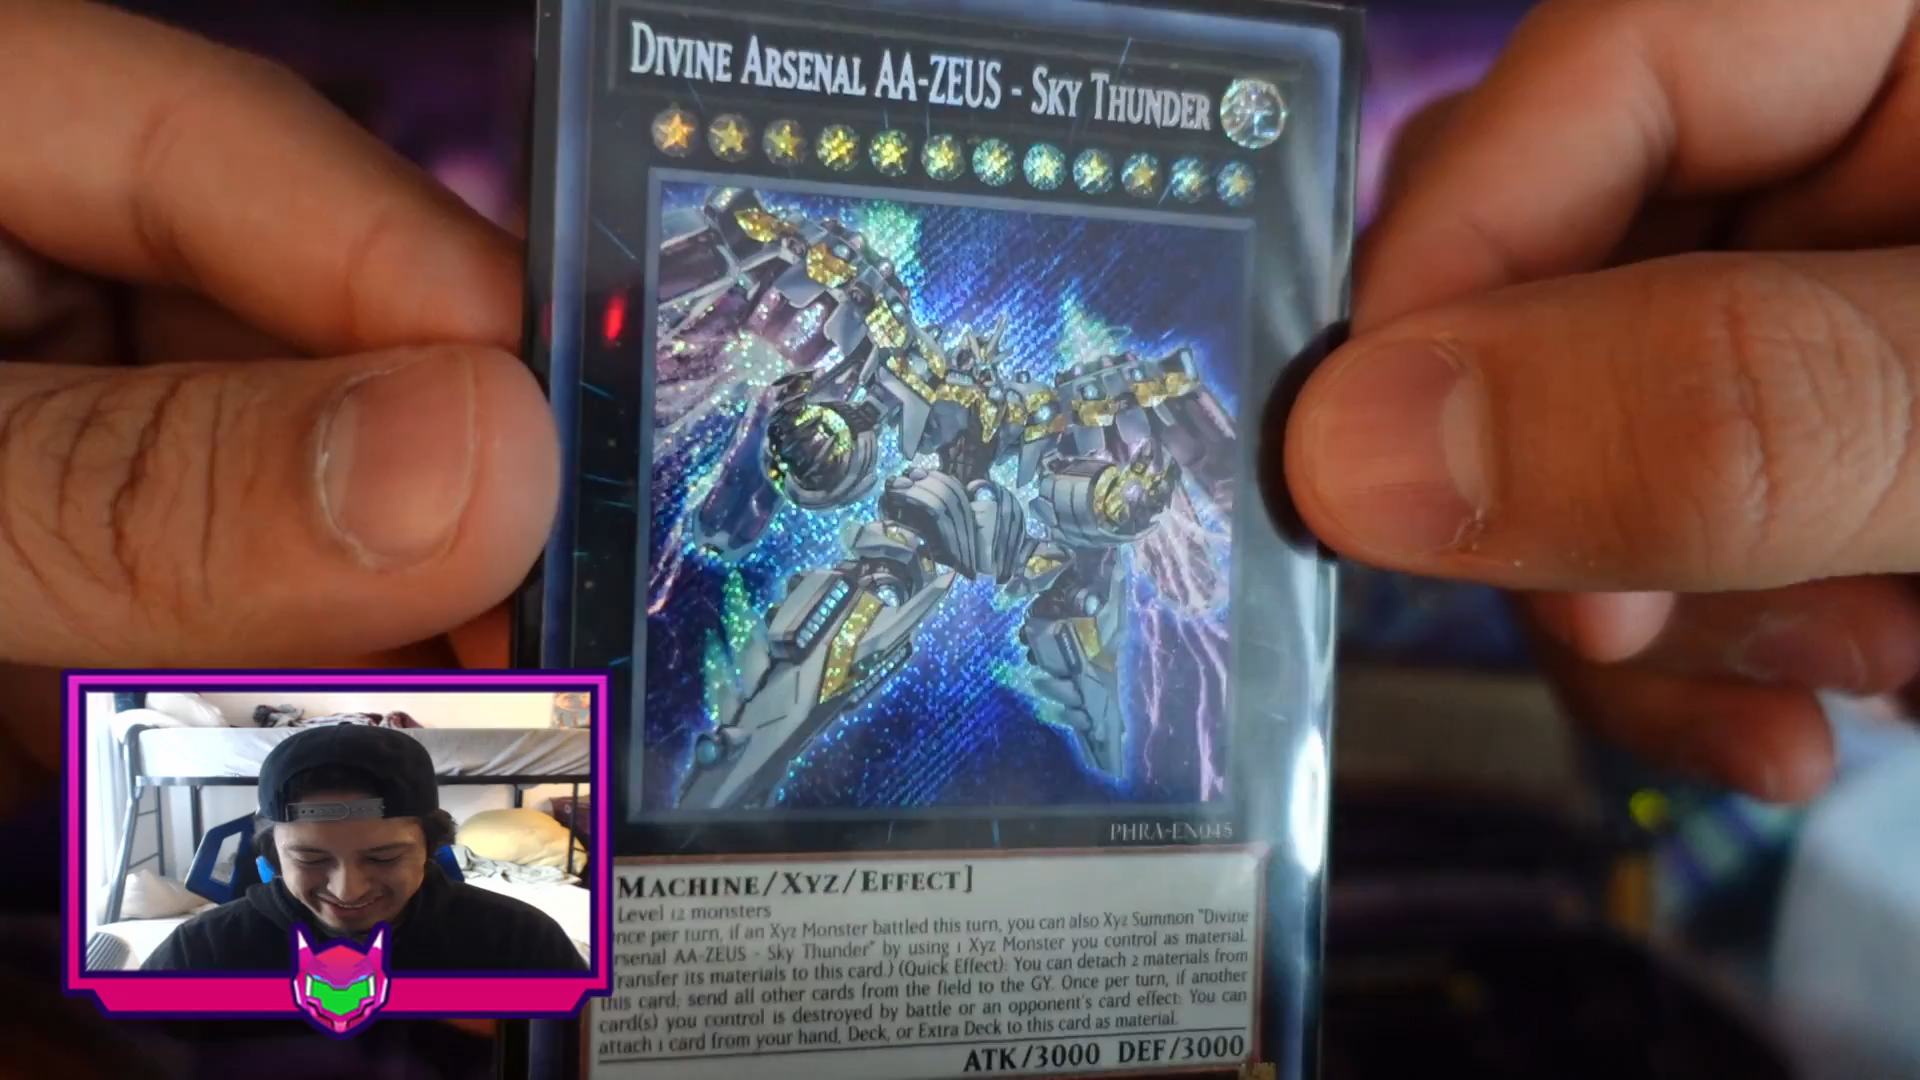 DIVINE ARSENAL AA-ZEUS - SKY THUNDER
PHRA-EN045
MACHINE/XYZ/EFFECT]
Level 12 monsters
nce per turn, if an Xyz Monster battled this turn, you can also Xyz Summon "Divine
rsenal AA-ZEUS - Sky Thunder" by using 1 Xyz Monster you control as material.
Transfer its materials to this card.) (Quick Effect): You can detach 2 materials from
this card; send all other cards from the field to the GY. Once per turn, if another
card(s) you control is destroyed by battle or an opponent's card effect: You can
attach 1 card from your hand, Deck, or Extra Deck to this card as material.
ATK/3000 DEF/3000